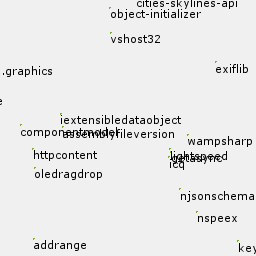 cities-skylines-api
object-initializer
vshost32
exiflib
.graphics
iextensibledataobject
componentmodel
assemblyfileversion
wampsharp
httpcontent
lightspeed
getasync
icq
oledragdrop
njsonschema
nspeex
addrange
key